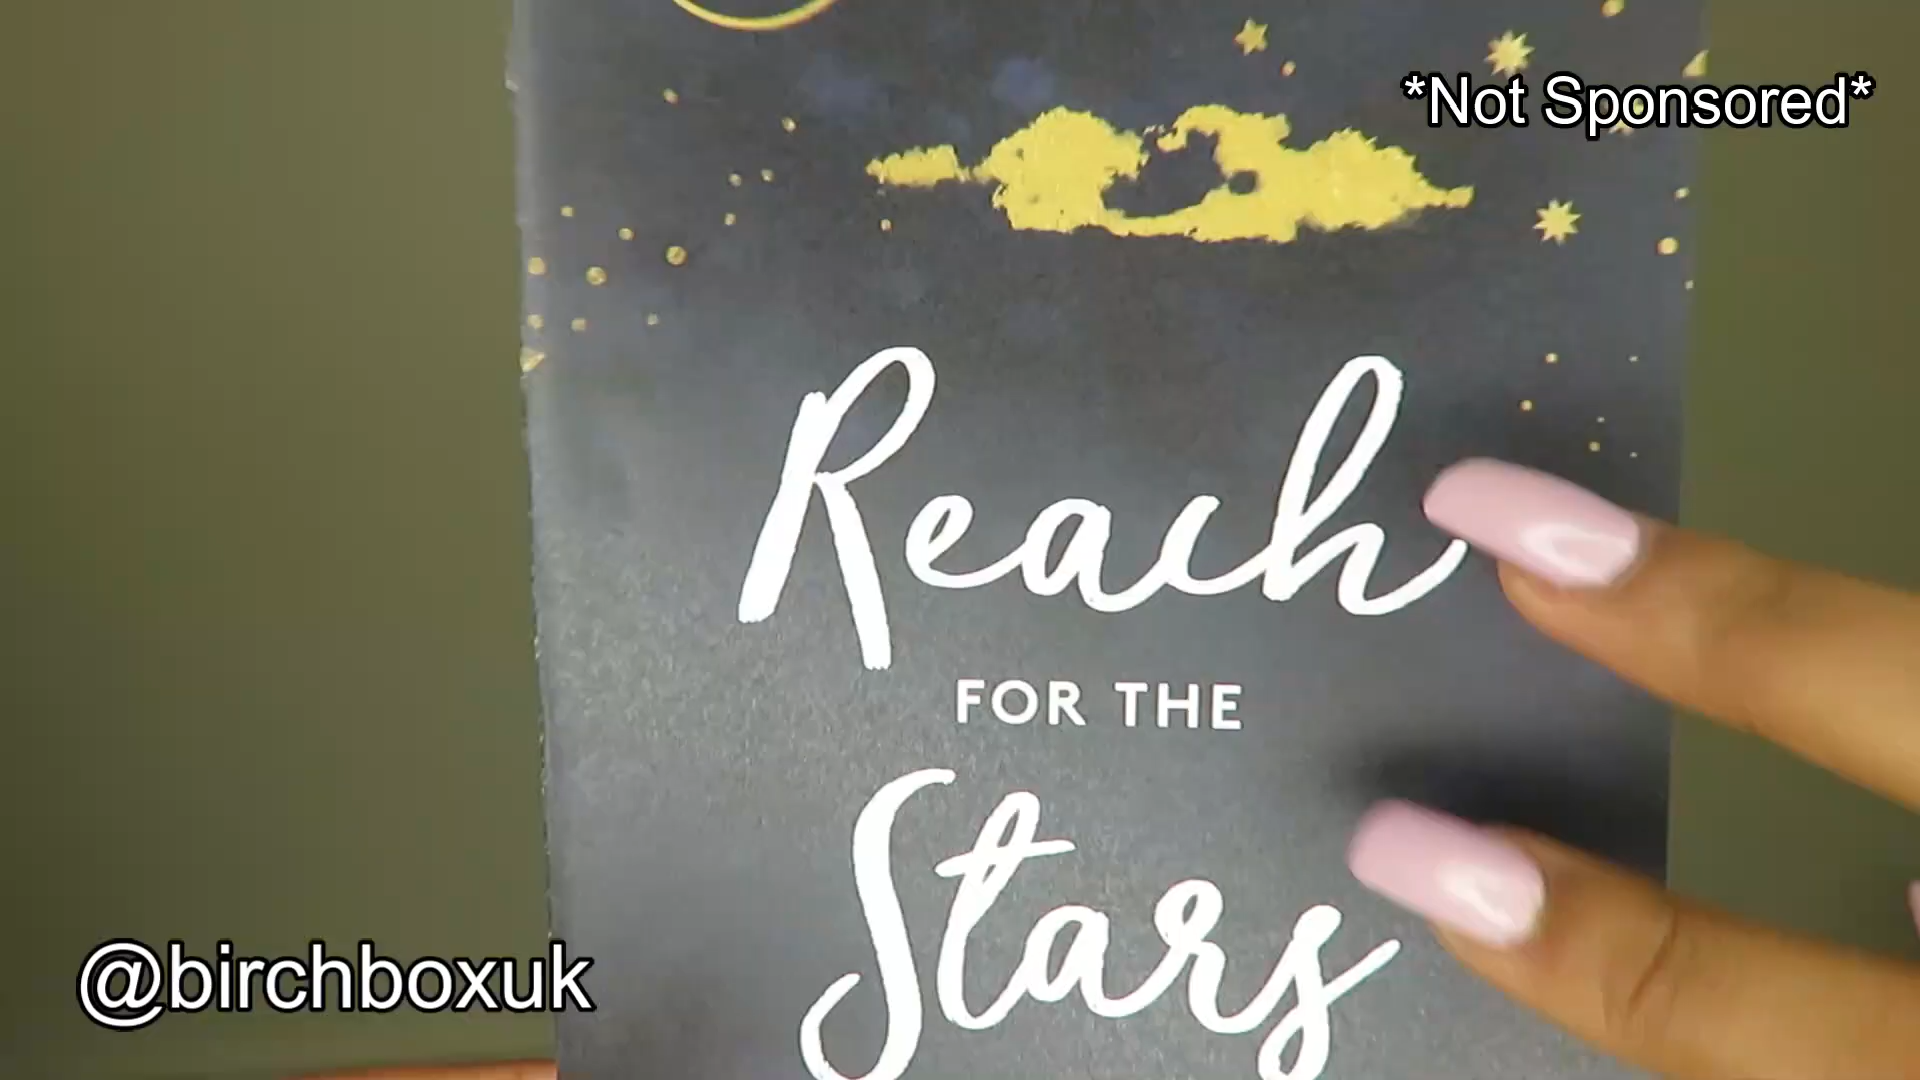 *Not Sponsored*
Reach
FOR THE
Stars
@birchboxuk